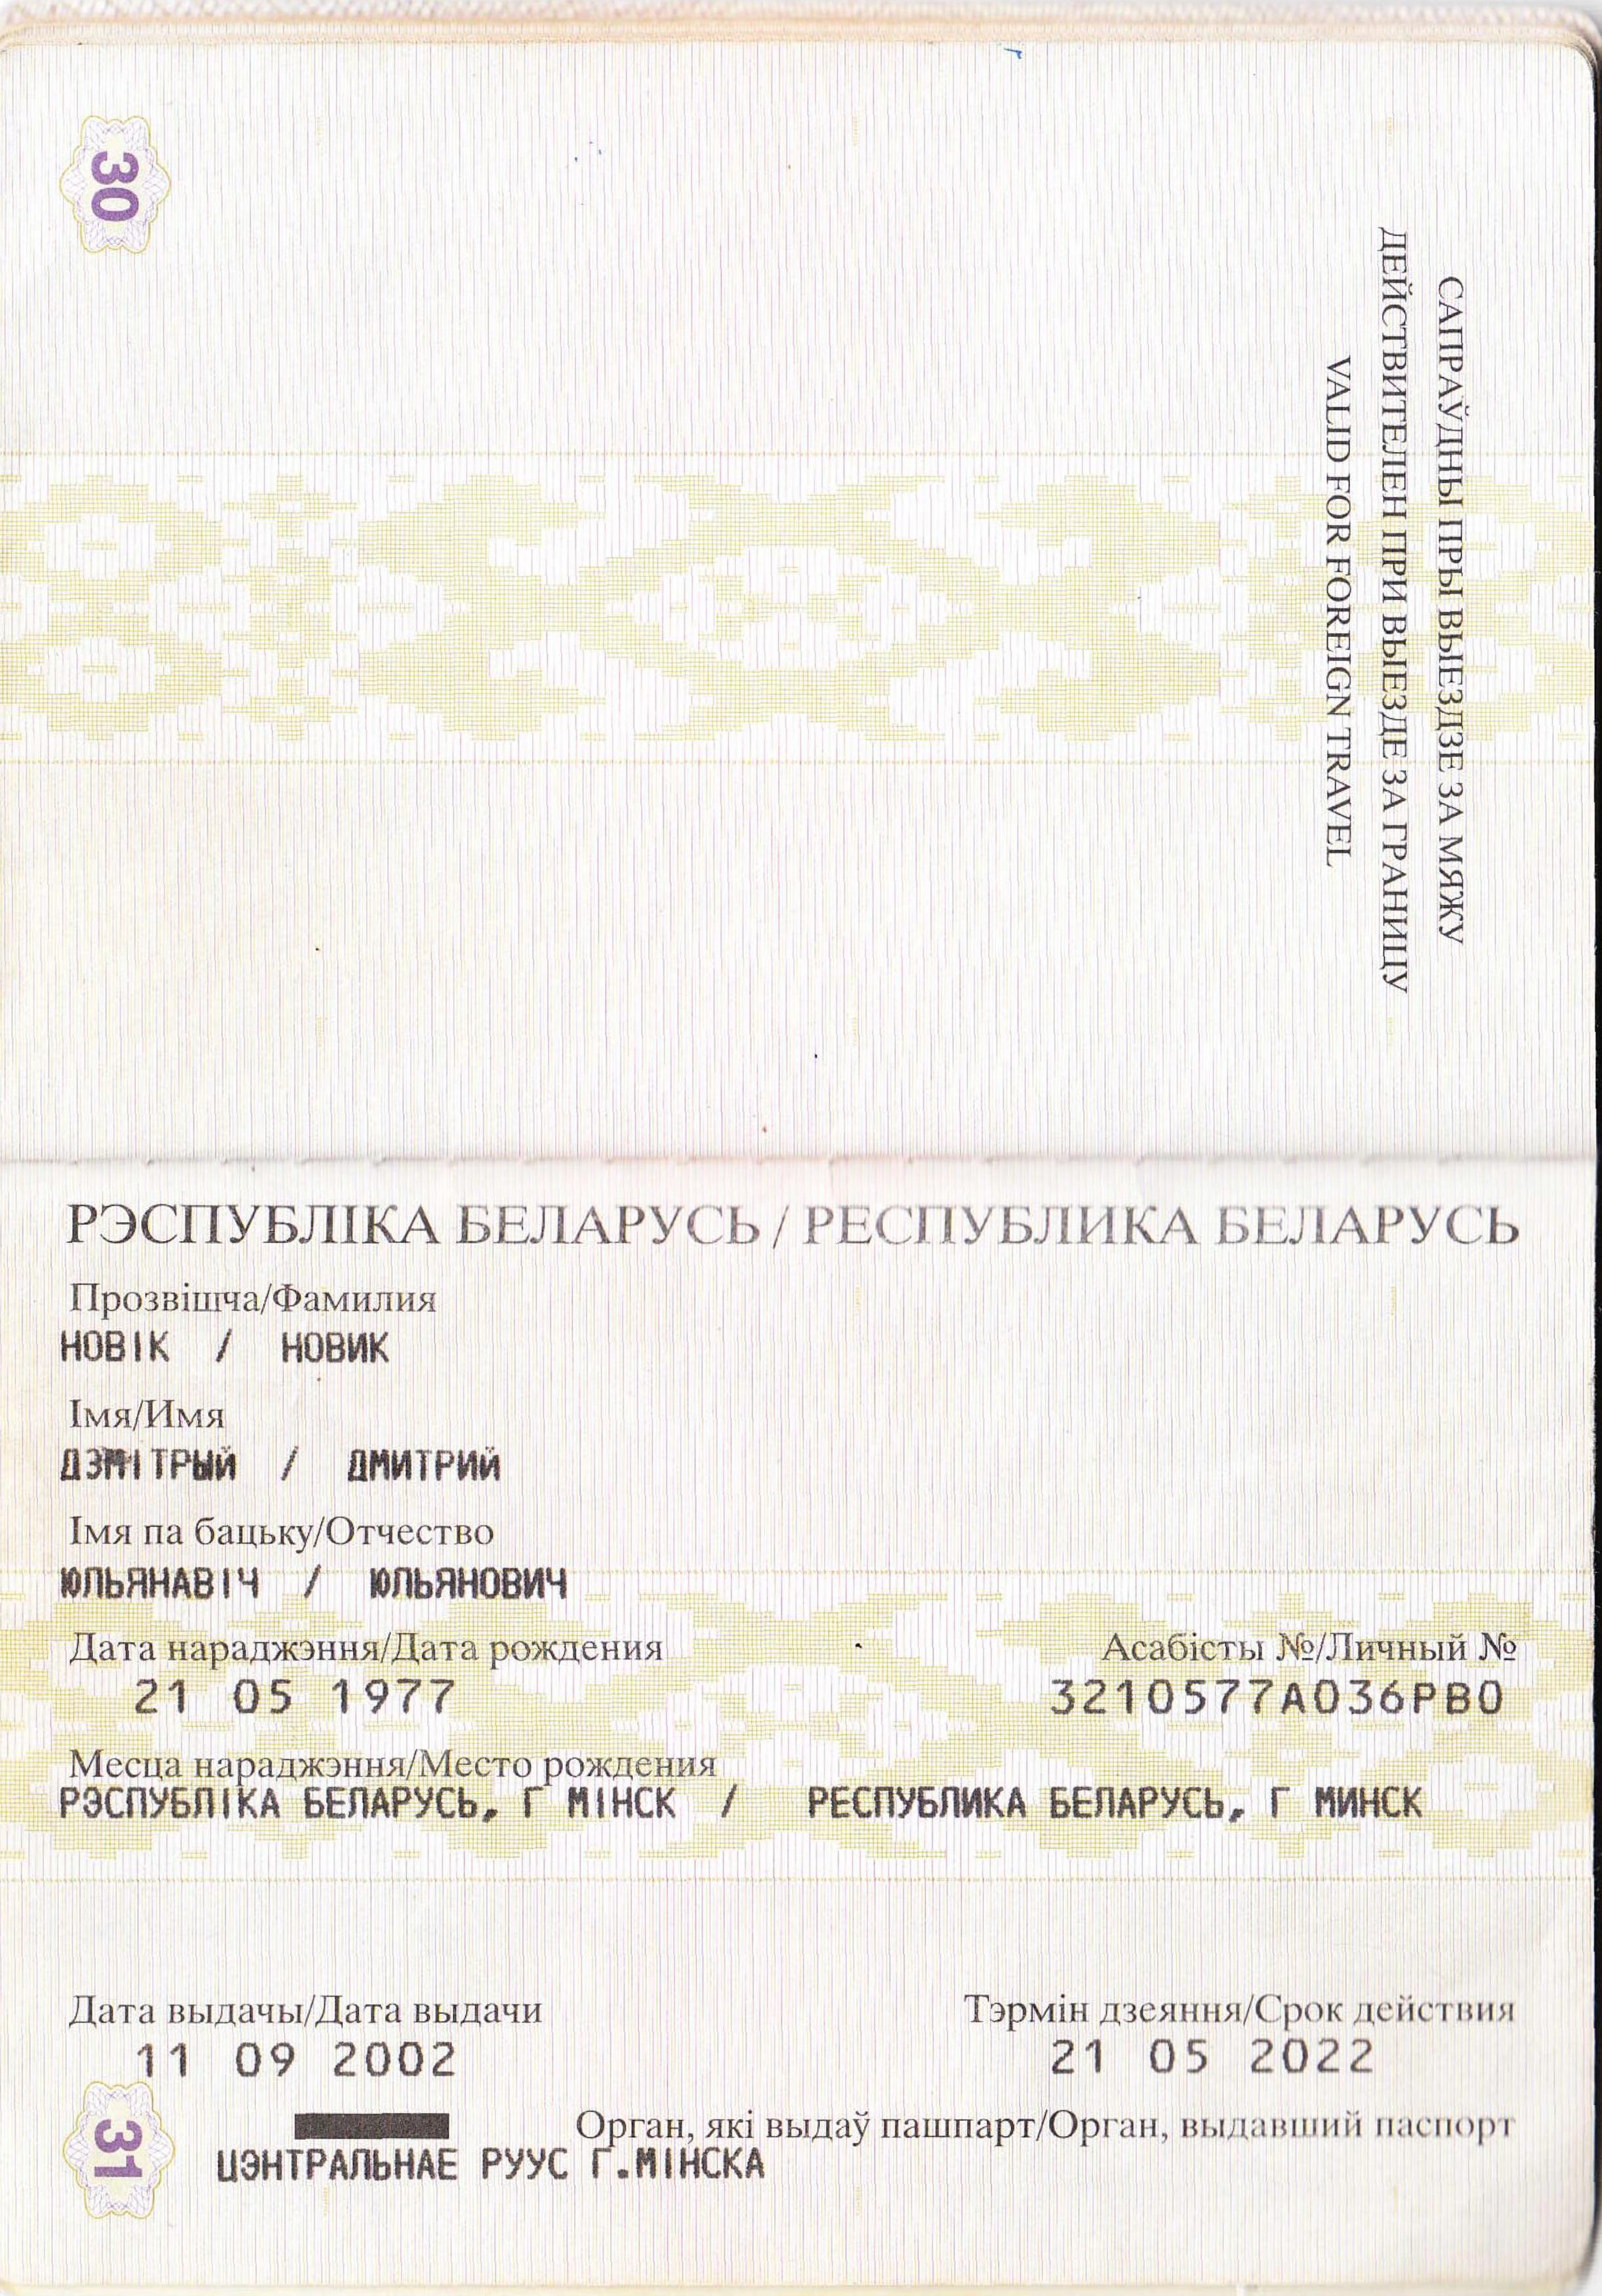 30
САПРАЎДНЫ ПРЫ ВЫЕЗДЗЕ ЗА МЯЖУ
ДЕЙСТВИТЕЛЕН ПРИ ВЫЕЗДЕ ЗА ГРАНИЦУ
VALID FOR FOREIGN TRAVEL
РЭСПУБЛІКА БЕЛАРУСЬ / РЕСПУБЛИКА БЕЛАРУСЬ
Прозвішча/Фамилия
НОВІК / НОВИК
Імя/Имя
ДЗМІТРЫЙ / ДМИТРИЙ
Імя па бацьку/Отчество
ЮЛЬЯНАВІЧ / ЮЛЬЯНОВИЧ
Дата нараджэння/Дата рождения Асабісты №/Личный №
21 05 1977 3210577A036PB0
Месца нараджэння/Место рождения
РЭСПУБЛІКА БЕЛАРУСЬ, Г МІНСК / РЕСПУБЛИКА БЕЛАРУСЬ, Г МИНСК
Дата выдачы/Дата выдачи Тэрмін дзеяння/Срок действия
11 09 2002 21 05 2022
Орган, які выдаў пашпарт/Орган, выдавший паспорт
ЦЭНТРАЛЬНАЕ РУУС Г.МІНСКА
31